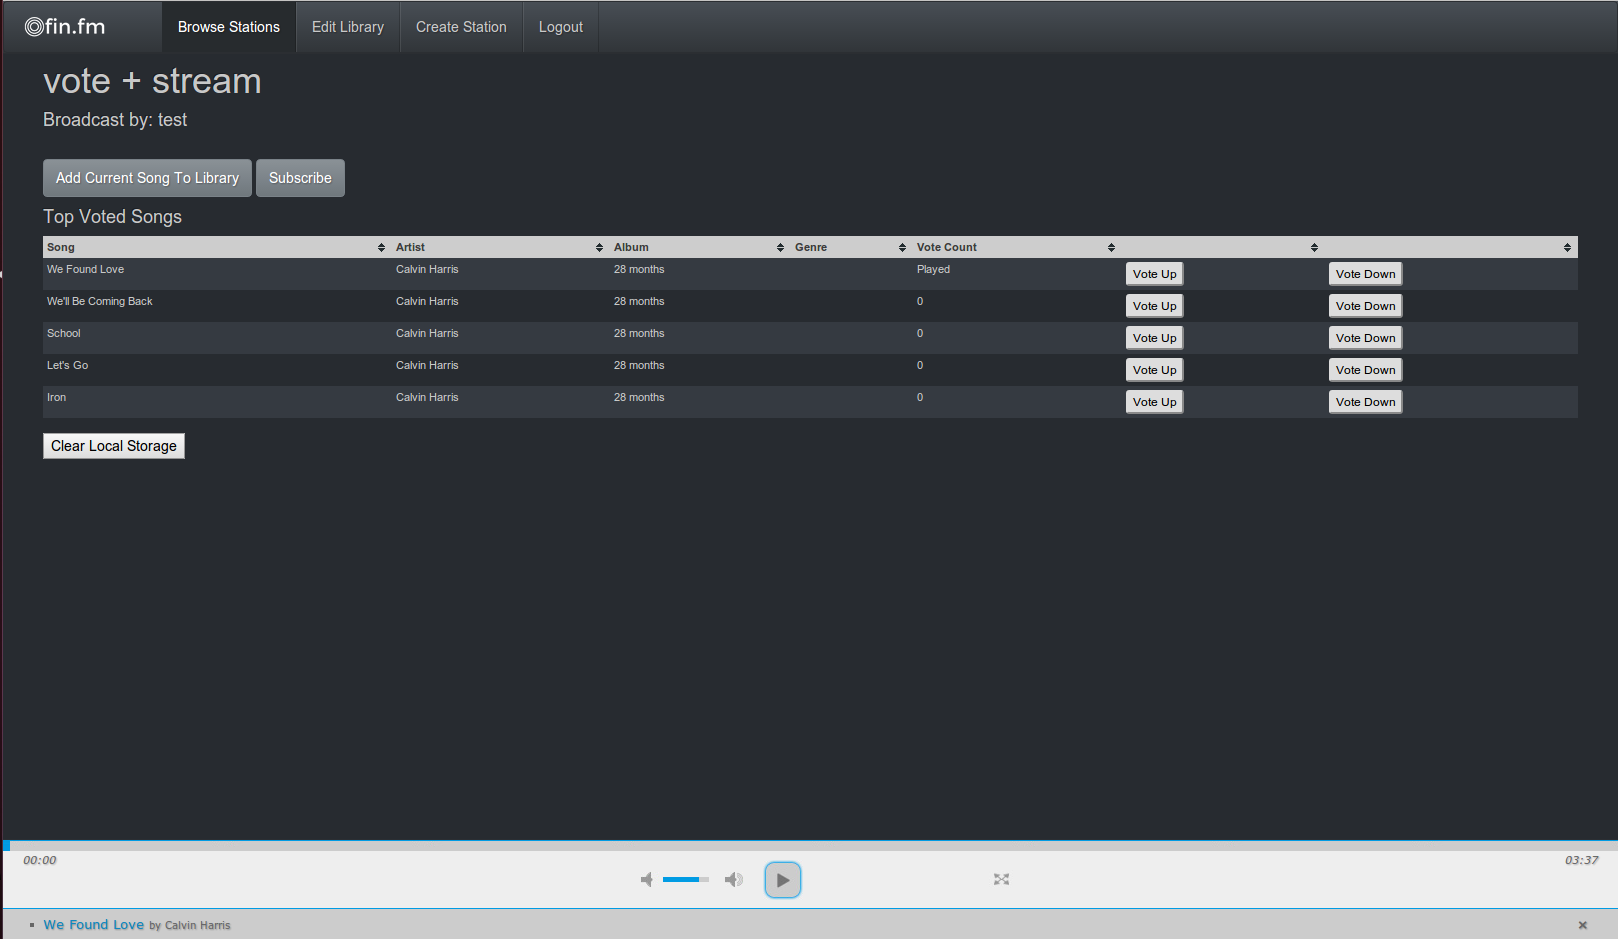 fin.fm Browse Stations Edit Library Create Station Logout
vote + stream
Broadcast by: test
Add Current Song To Library Subscribe
Top Voted Songs
Song Artist Album Genre Vote Count
We Found Love Calvin Harris 28 months Played Vote Up Vote Down
We'll Be Coming Back Calvin Harris 28 months 0 Vote Up Vote Down
School Calvin Harris 28 months 0 Vote Up Vote Down
Let's Go Calvin Harris 28 months 0 Vote Up Vote Down
Iron Calvin Harris 28 months 0 Vote Up Vote Down
Clear Local Storage
00:00 03:37
We Found Love by Calvin Harris